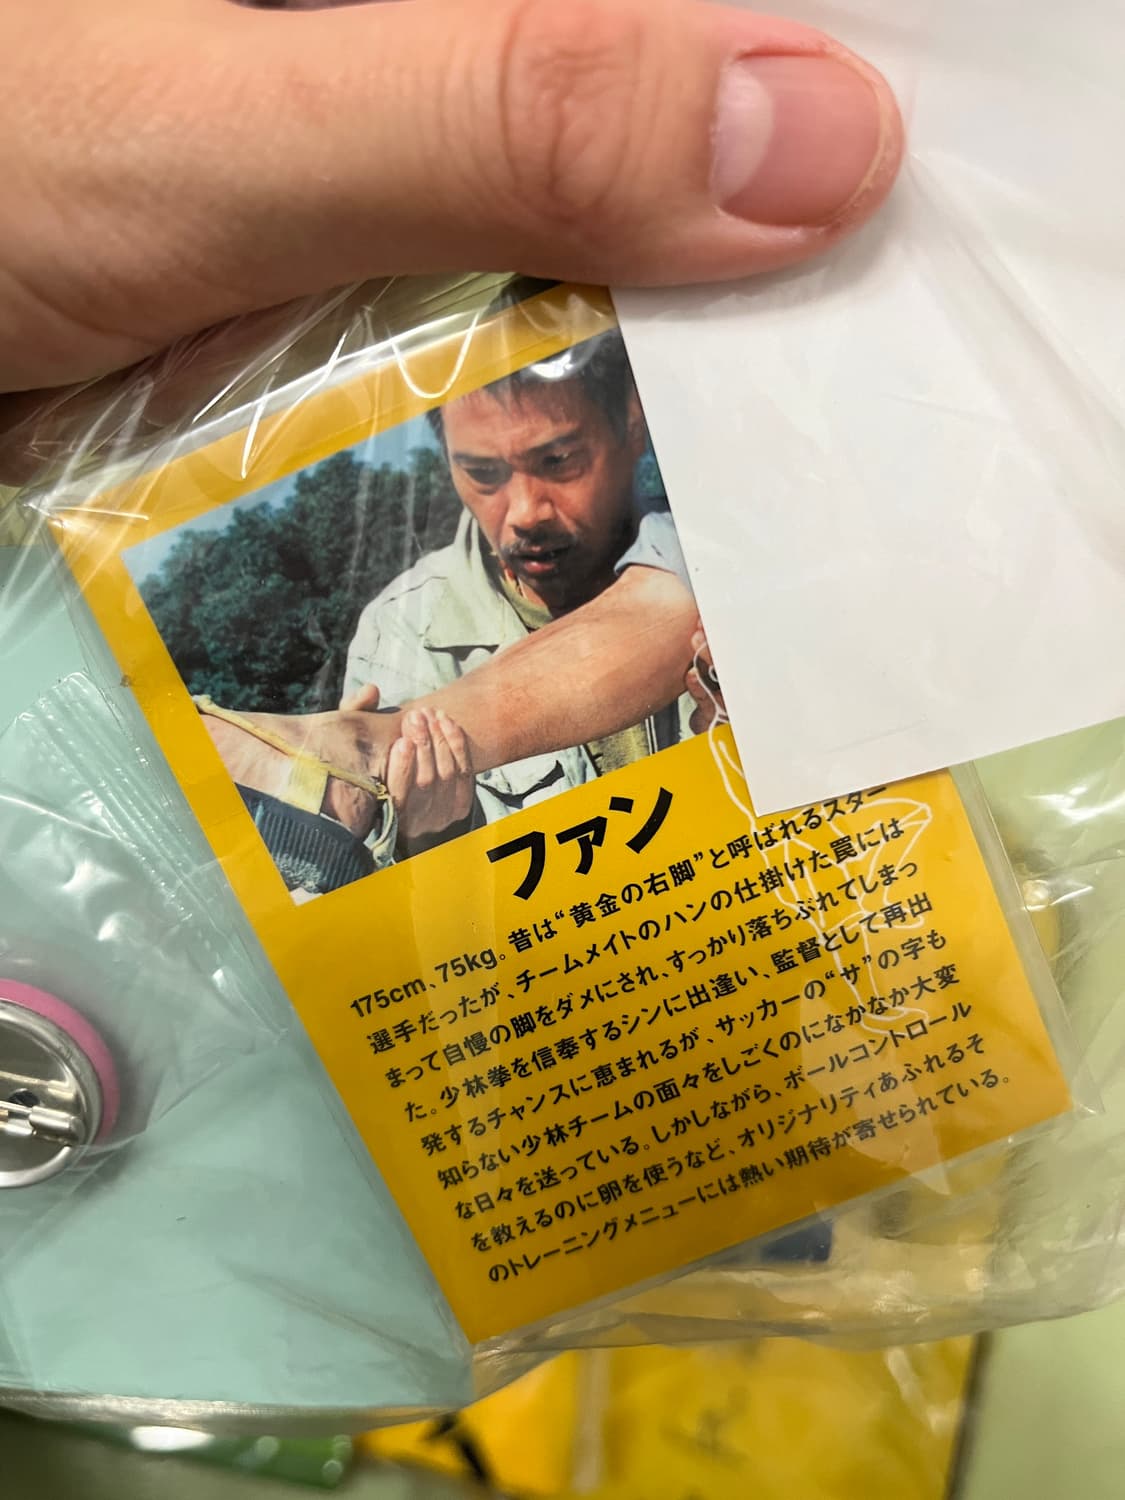 ファン
175cm、75kg。昔は“黄金の右脚”と呼ばれるスター
選手だったが、チームメイトのハンの仕掛けた罠には
まって自慢の脚をダメにされ、すっかり落ちぶれてしまっ
た。少林拳を信奉するシンに出逢い、監督として再出
発するチャンスに恵まれるが、サッカーの“サ”の字も
知らない少林チームの面々をしごくのになかなか大変
な日々を送っている。しかしながら、ボールコントロール
を教えるのに卵を使うなど、オリジナリティあふれるそ
のトレーニングメニューには熱い期待が寄せられている。